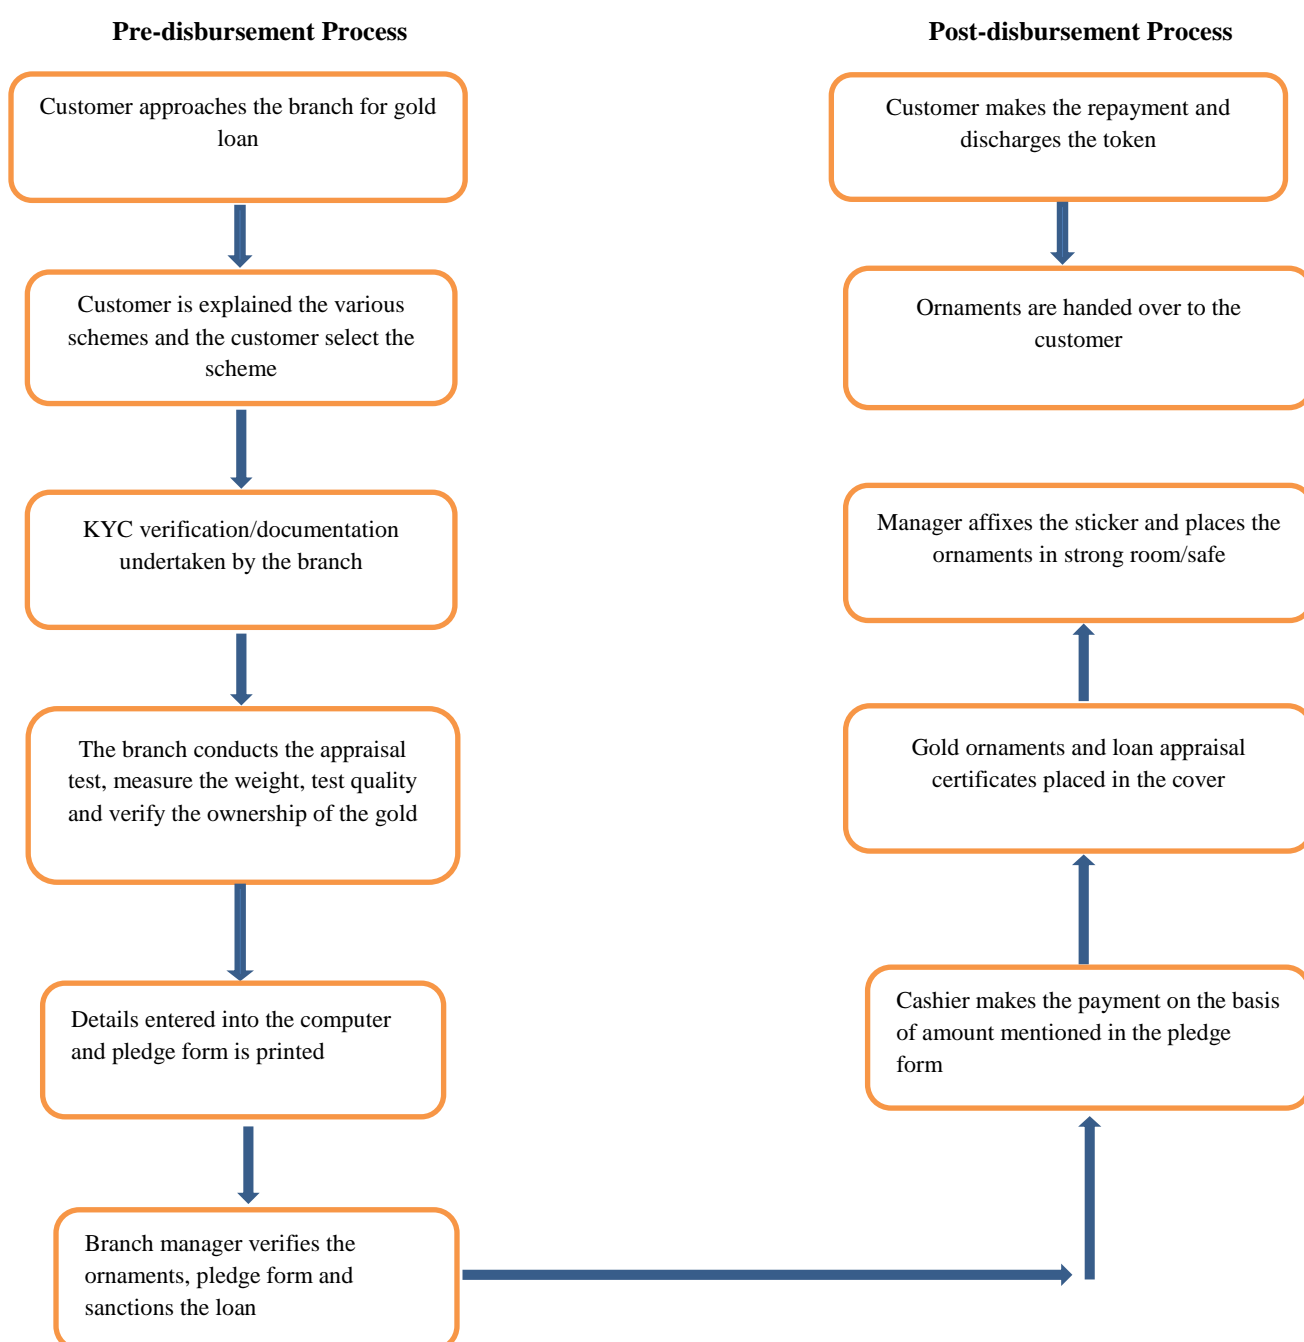 Pre-disbursement Process
Customer approaches the branch for gold
loan
Customer is explained the various
schemes and the customer select the
scheme
KYC verification/documentation
undertaken by the branch
The branch conducts the appraisal
test, measure the weight, test quality
and verify the ownership of the gold
Details entered into the computer
and pledge form is printed
Branch manager verifies the
ornaments, pledge form and
sanctions the loan
Post-disbursement Process
Customer makes the repayment and
discharges the token
Ornaments are handed over to the
customer
Manager affixes the sticker and places the
ornaments in strong room/safe
Gold ornaments and loan appraisal
certificates placed in the cover
Cashier makes the payment on the basis
of amount mentioned in the pledge
form